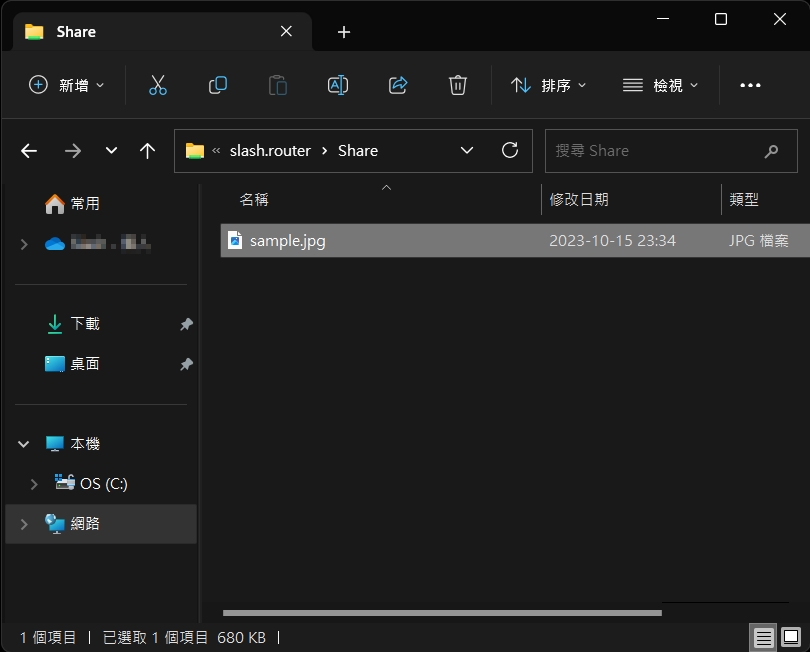 Share
新增
排序
檢視
« slash.router › Share
搜尋 Share
常用
下載
桌面
本機
OS (C:)
網路
名稱 修改日期 類型
sample.jpg 2023-10-15 23:34 JPG 檔案
1 個項目 | 已選取 1 個項目 680 KB |